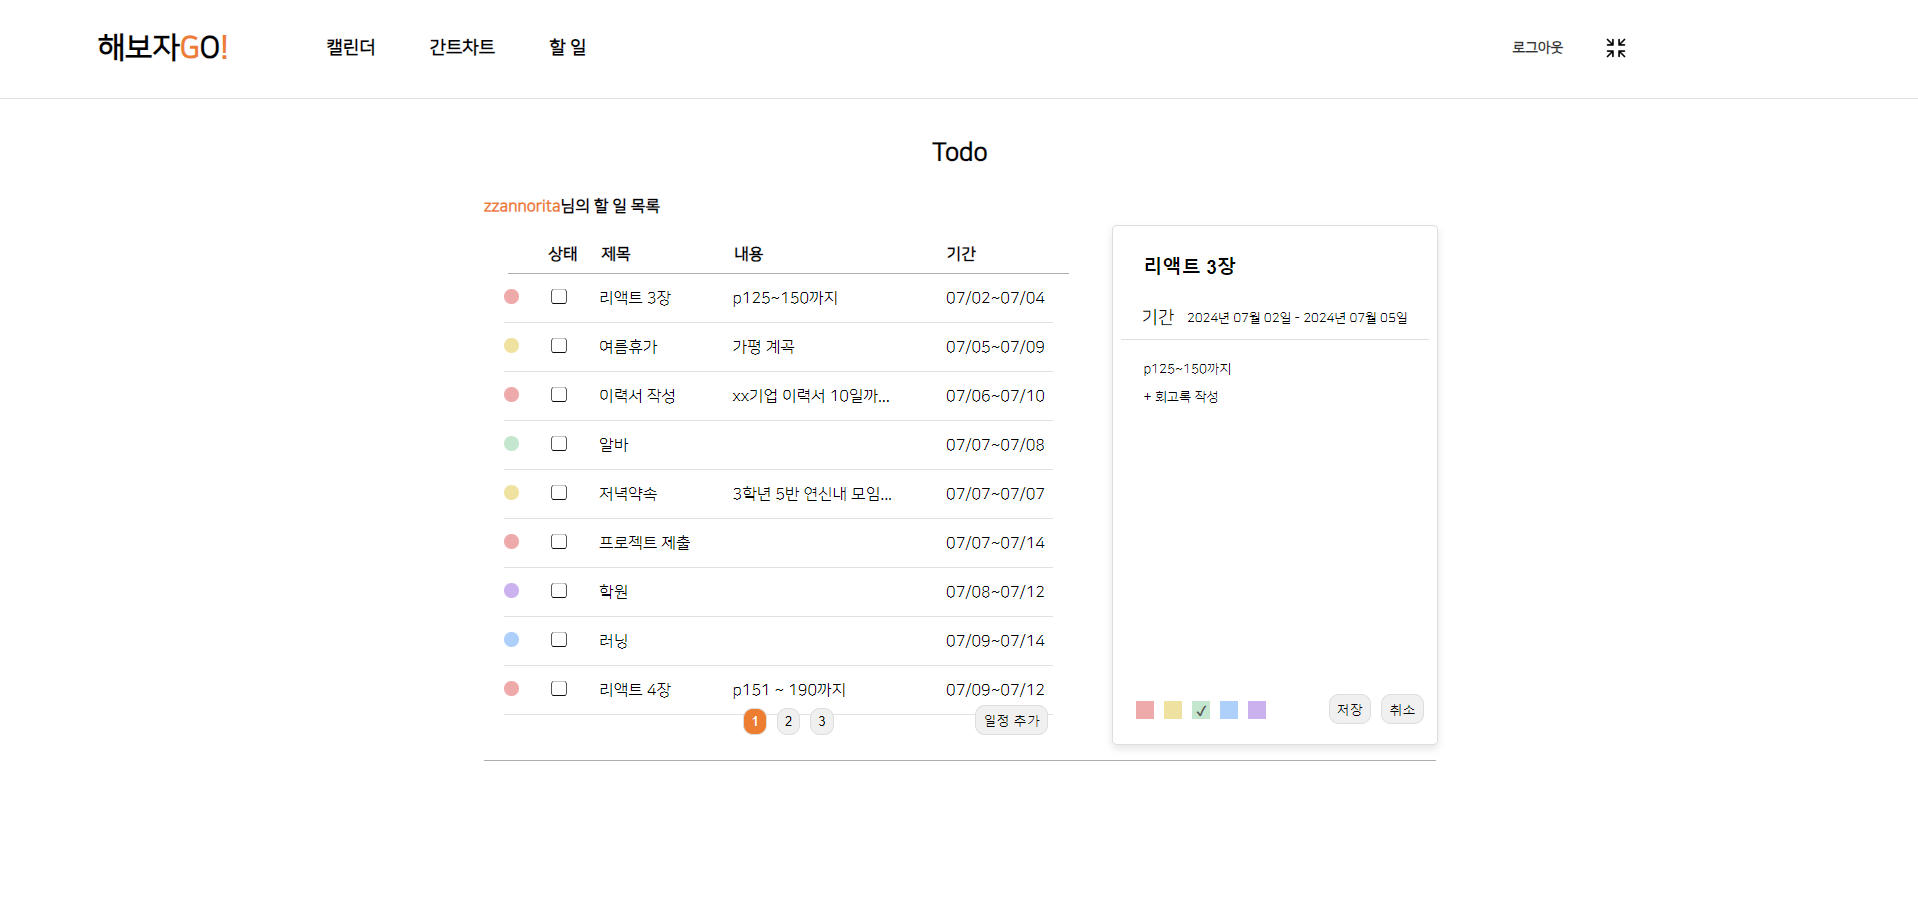 해보자GO! 캘린더 간트차트 할 일 로그아웃
Todo
zzannorita님의 할 일 목록
상태 제목 내용 기간
리액트 3장 p125~150까지 07/02~07/04
여름휴가 가평 계곡 07/05~07/09
이력서 작성 xx기업 이력서 10일까... 07/06~07/10
알바 07/07~07/08
저녁약속 3학년 5반 연신내 모임... 07/07~07/07
프로젝트 제출 07/07~07/14
학원 07/08~07/12
러닝 07/09~07/14
리액트 4장 p151 ~ 190까지 07/09~07/12
1 2 3 일정 추가
리액트 3장
기간 2024년 07월 02일 - 2024년 07월 05일
p125~150까지
+ 회고록 작성
저장 취소